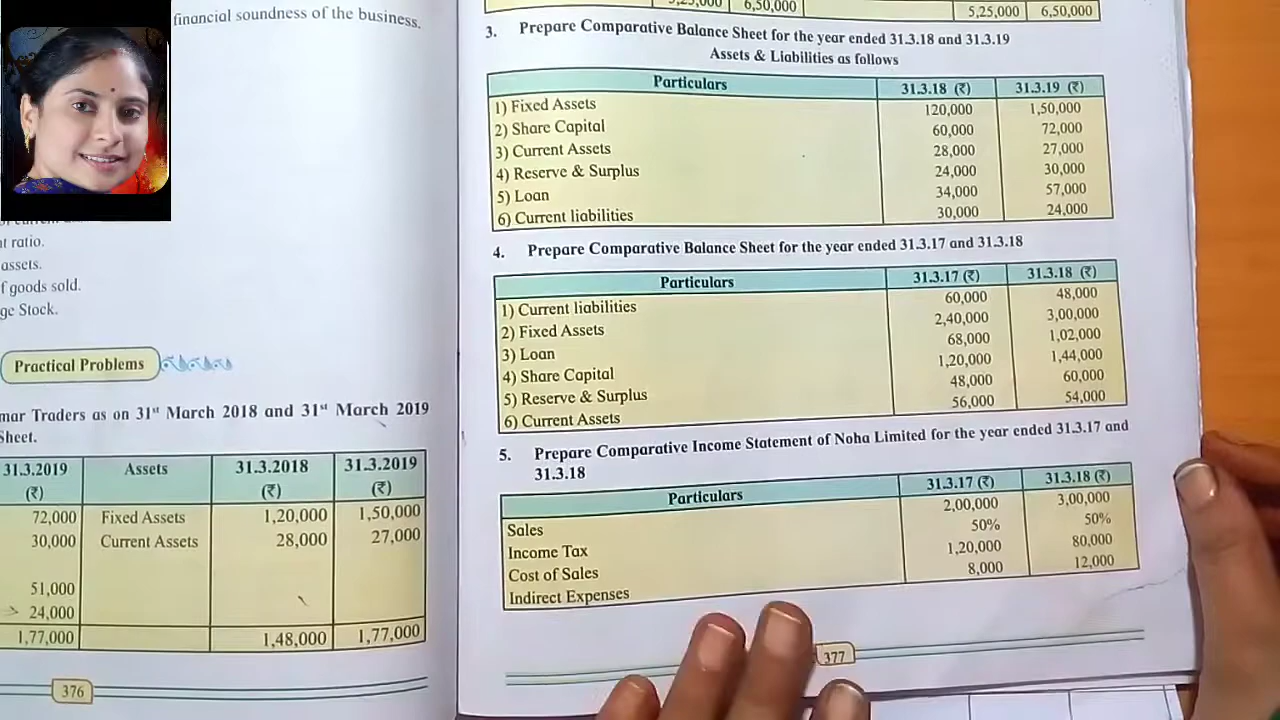 financial soundness of the business.
nt ratio.
assets.
f goods sold.
ge Stock.
Practical Problems
mar Traders as on 31st March 2018 and 31st March 2019
Sheet.
31.3.2019 (₹) Assets 31.3.2018 (₹) 31.3.2019 (₹)
72,000 Fixed Assets 1,20,000 1,50,000
30,000 Current Assets 28,000 27,000
51,000
24,000
1,77,000 1,48,000 1,77,000
376
6,50,000 5,25,000 6,50,000
3. Prepare Comparative Balance Sheet for the year ended 31.3.18 and 31.3.19
Assets & Liabilities as follows
Particulars 31.3.18 (₹) 31.3.19 (₹)
1) Fixed Assets 120,000 1,50,000
2) Share Capital 60,000 72,000
3) Current Assets 28,000 27,000
4) Reserve & Surplus 24,000 30,000
5) Loan 34,000 57,000
6) Current liabilities 30,000 24,000
4. Prepare Comparative Balance Sheet for the year ended 31.3.17 and 31.3.18
Particulars 31.3.17 (₹) 31.3.18 (₹)
1) Current liabilities 60,000 48,000
2) Fixed Assets 2,40,000 3,00,000
3) Loan 68,000 1,02,000
4) Share Capital 1,20,000 1,44,000
5) Reserve & Surplus 48,000 60,000
6) Current Assets 56,000 54,000
5. Prepare Comparative Income Statement of Noha Limited for the year ended 31.3.17 and
31.3.18
Particulars 31.3.17 (₹) 31.3.18 (₹)
Sales 2,00,000 3,00,000
Income Tax 50% 50%
Cost of Sales 1,20,000 80,000
Indirect Expenses 8,000 12,000
377